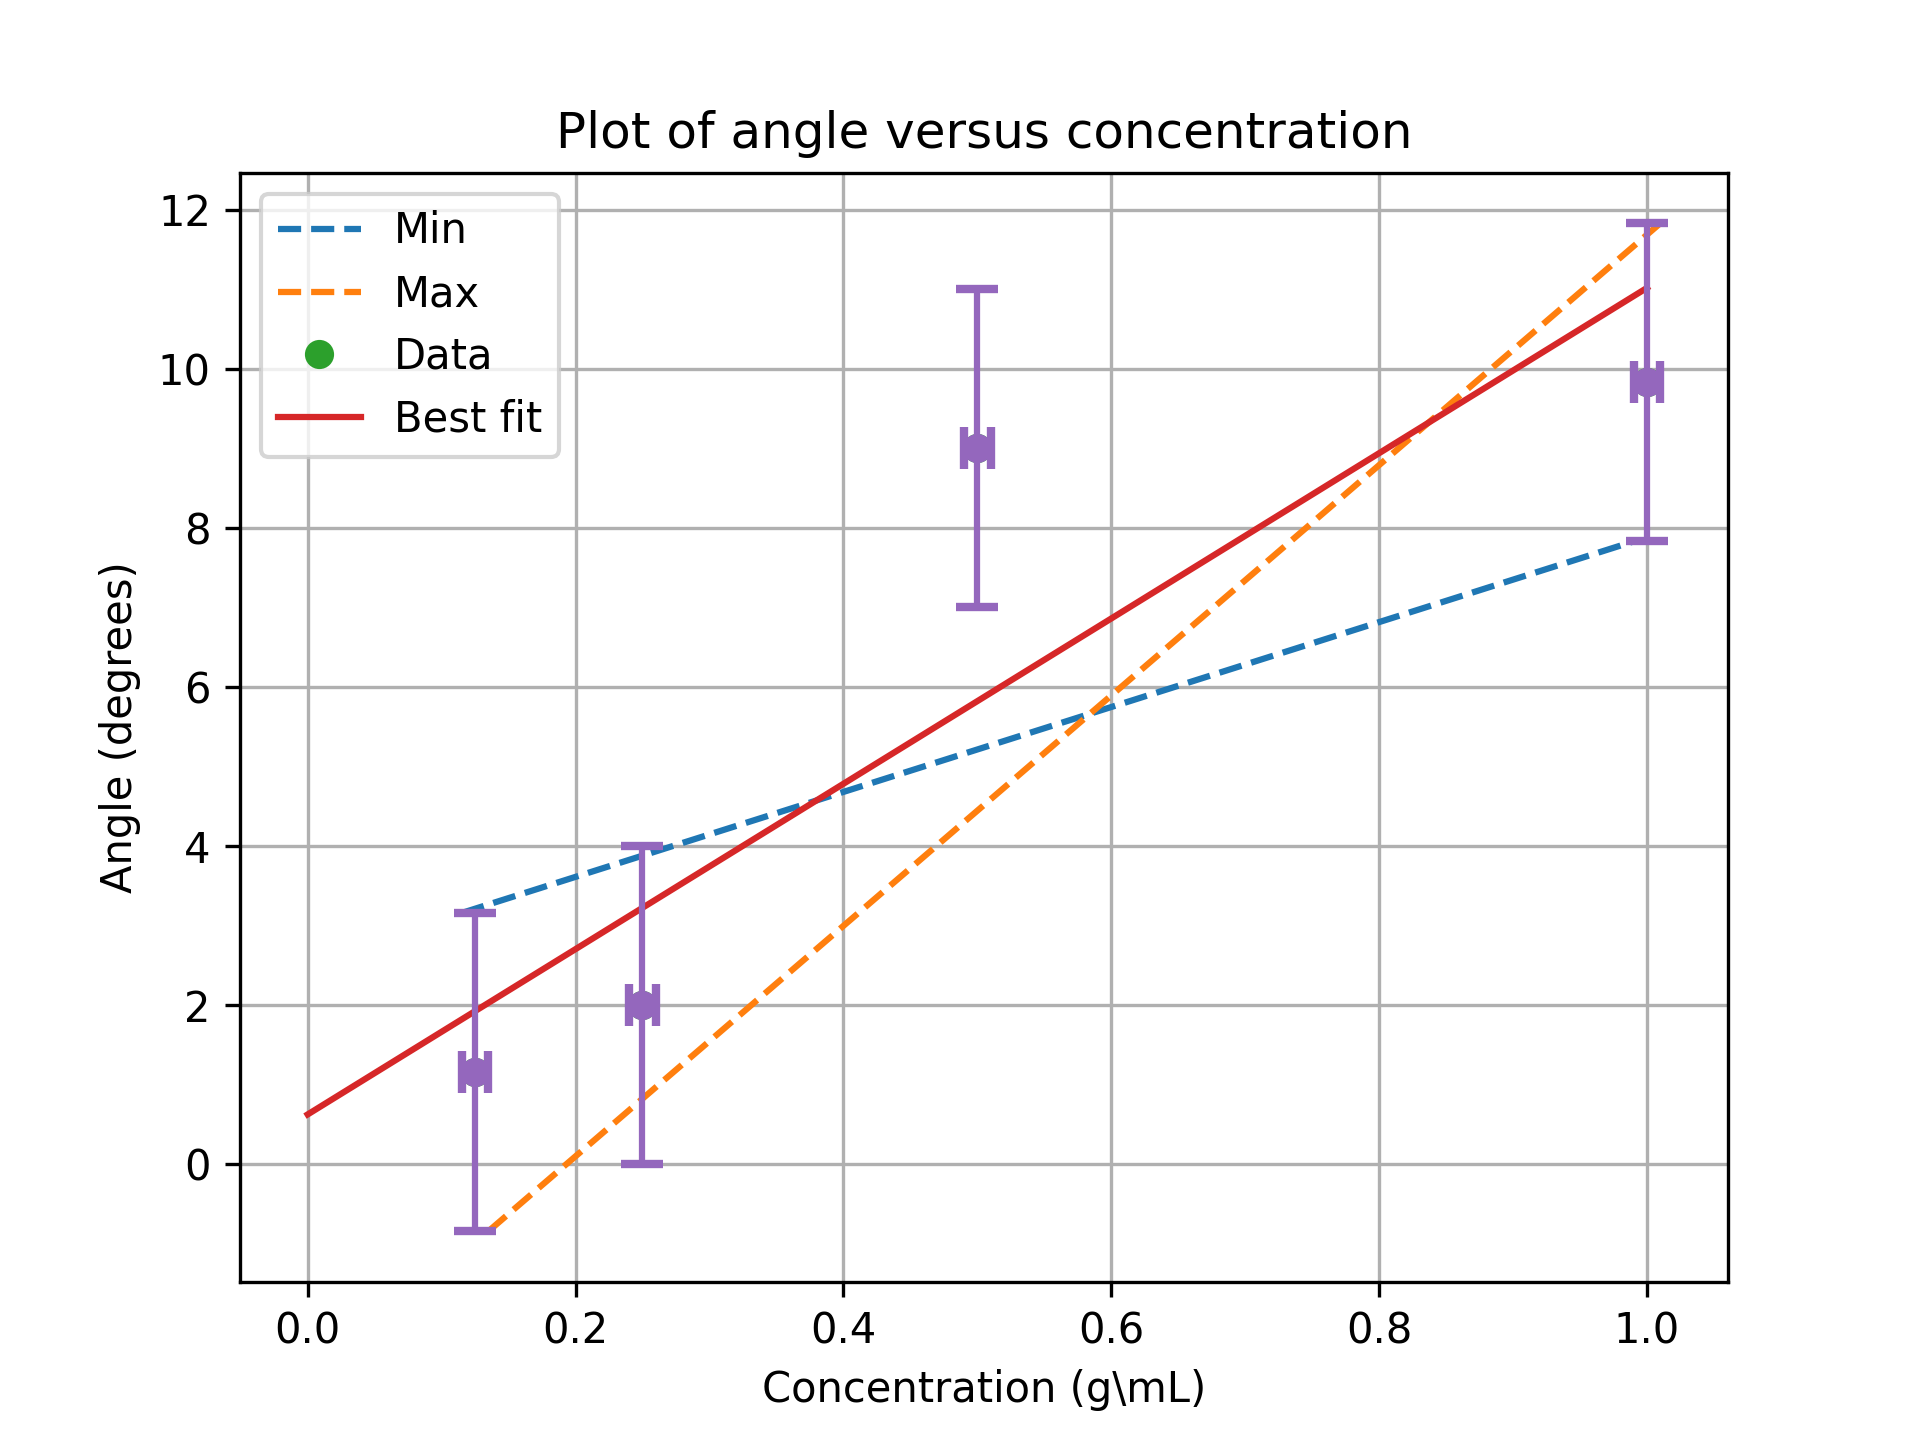 Plot of angle versus concentration
Min
Max
Data
Best fit
12
10
8
6
4
2
0
Angle (degrees)
0.0 0.2 0.4 0.6 0.8 1.0
Concentration (g\mL)